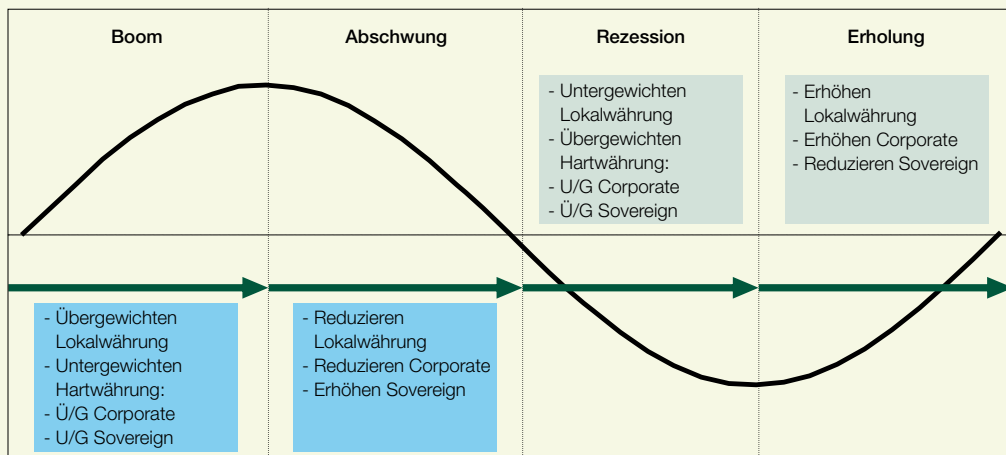 Boom
Abschwung
Rezession
Erholung
- Untergewichten
Lokalwährung
- Übergewichten
Hartwährung:
- U/G Corporate
- Ü/G Sovereign
- Erhöhen
Lokalwährung
- Erhöhen Corporate
- Reduzieren Sovereign
- Übergewichten
Lokalwährung
- Untergewichten
Hartwährung:
- Ü/G Corporate
- U/G Sovereign
- Reduzieren
Lokalwährung
- Reduzieren Corporate
- Erhöhen Sovereign